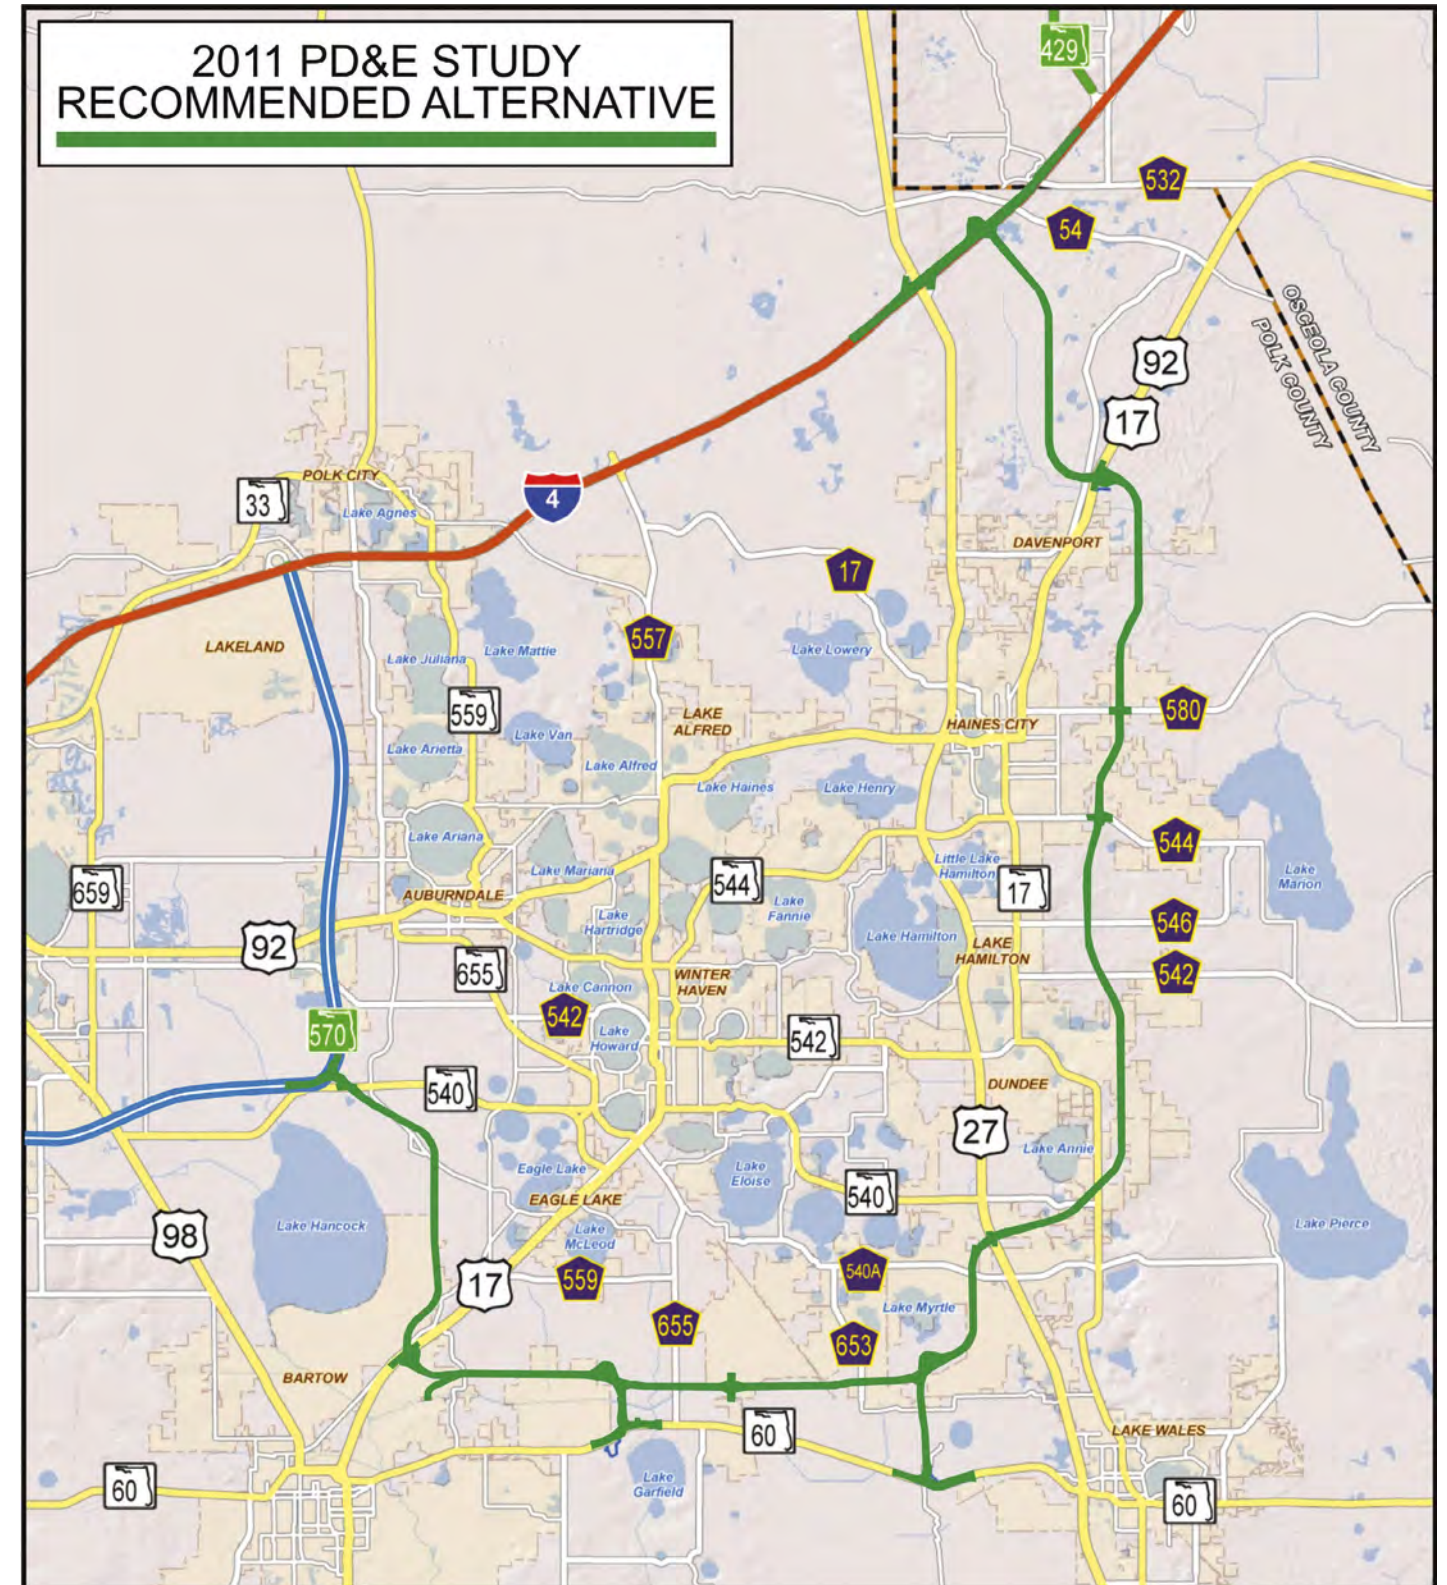 2011 PD&E STUDY
RECOMMENDED ALTERNATIVE
429
532
54
OSCEOLA COUNTY
POLK COUNTY
92
17
POLK CITY
33
Lake Agnes
4
DAVENPORT
17
LAKELAND
557
Lake Juliana
Lake Mattie
Lake Lowery
559
LAKE
ALFRED
580
HAINES CITY
Lake Arietta
Lake Van
Lake Alfred
Lake Haines
Lake Henry
Lake Ariana
544
Little Lake
Hamilton
Lake Mariana
Lake
Marion
659
AUBURNDALE
544
17
Lake
Fannie
Lake
Hartridge
546
92
Lake Hamilton
LAKE
HAMILTON
655
WINTER
HAVEN
542
Lake Cannon
542
570
Lake
Howard
542
540
DUNDEE
27
Lake Annie
Eagle Lake
Lake
Eloise
EAGLE LAKE
540
Lake Hancock
98
Lake
McLeod
Lake Pierce
17
559
540A
Lake Myrtle
655
653
BARTOW
60
LAKE WALES
60
Lake
Garfield
60